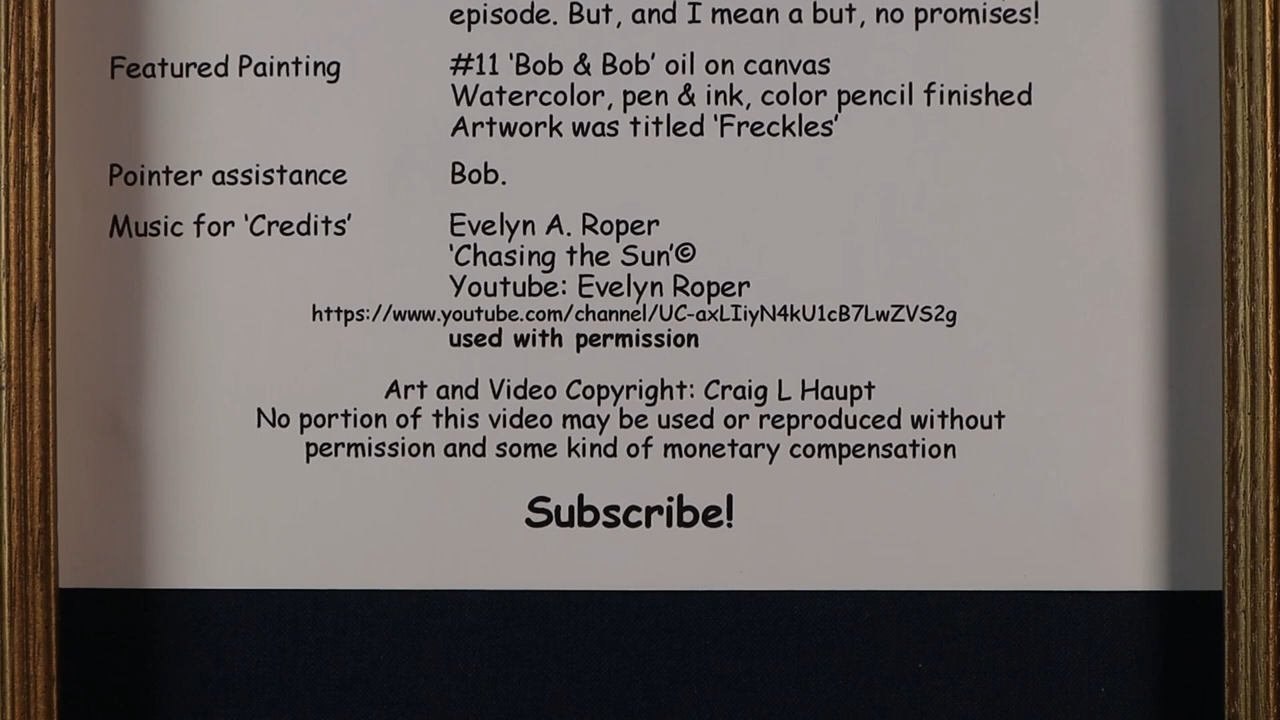 episode. But, and I mean a but, no promises!
Featured Painting #11 'Bob & Bob' oil on canvas
Watercolor, pen & ink, color pencil finished
Artwork was titled 'Freckles'
Pointer assistance Bob.
Music for 'Credits' Evelyn A. Roper
'Chasing the Sun'©
Youtube: Evelyn Roper
https://www.youtube.com/channel/UC-axLIiyN4kU1cB7LwZVS2g
used with permission
Art and Video Copyright: Craig L Haupt
No portion of this video may be used or reproduced without
permission and some kind of monetary compensation
Subscribe!